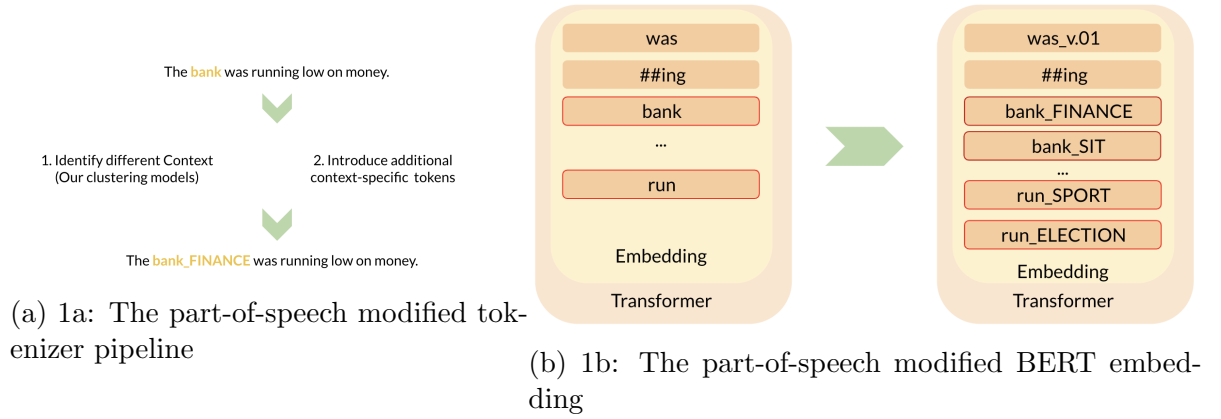 The bank was running low on money.
1. Identify different Context
(Our clustering models)
2. Introduce additional
context-specific tokens
The bank_FINANCE was running low on money.
(a) 1a: The part-of-speech modified tok-
enizer pipeline
was
##ing
bank
...
run
Embedding
Transformer
was_v.01
##ing
bank_FINANCE
bank_SIT
...
run_SPORT
run_ELECTION
Embedding
Transformer
(b) 1b: The part-of-speech modified BERT embed-
ding